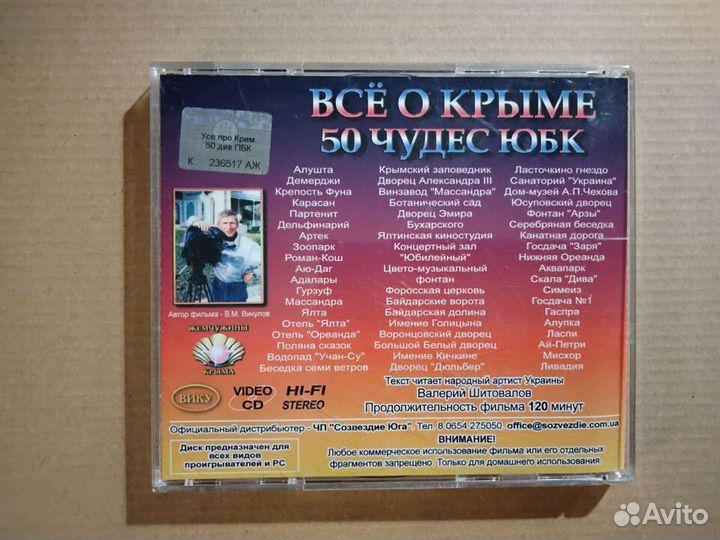 ВСЁ О КРЫМЕ
50 ЧУДЕС ЮБК
Усе про Крим
50 див ПБК
К 236517 АЖ
Алушта
Демерджи
Крепость Фуна
Карасан
Партенит
Дельфинарий
Артек
Зоопарк
Роман-Кош
Аю-Даг
Адалары
Гурзуф
Массандра
Ялта
Отель "Ялта"
Отель "Ореанда"
Поляна сказок
Водопад "Учан-Су"
Беседка семи ветров
Крымский заповедник
Дворец Александра III
Винзавод "Массандра"
Ботанический сад
Дворец Эмира
Бухарского
Ялтинская киностудия
Концертный зал
"Юбилейный"
Цвето-музыкальный
фонтан
Форосская церковь
Байдарские ворота
Байдарская долина
Имение Голицына
Воронцовский дворец
Большой Белый дворец
Имение Кичкине
Дворец "Дюльбер"
Ласточкино гнездо
Санаторий "Украина"
Дом-музей А.П.Чехова
Юсуповский дворец
Фонтан "Арзы"
Серебряная беседка
Канатная дорога
Госдача "Заря"
Нижняя Ореанда
Аквапарк
Скала "Дива"
Симеиз
Госдача №1
Гаспра
Алупка
Ласпи
Ай-Петри
Мисхор
Ливадия
Автор фильма - В.М. Викулов
ЖЕМЧУЖИНЫ
КРЫМА
ВИКУ
VIDEO
CD
HI-FI
STEREO
Текст читает народный артист Украины
Валерий Шитовалов
Продолжительность фильма 120 минут
Официальный дистрибьютер - ЧП "Созвездие Юга" Тел. 8 0654 275050 office@sozvezdie.com.ua
Диск предназначен для
всех видов
проигрывателей и PC
ВНИМАНИЕ!
Любое коммерческое использование фильма или его отдельных
фрагментов запрещено. Только для домашнего использования
Avito